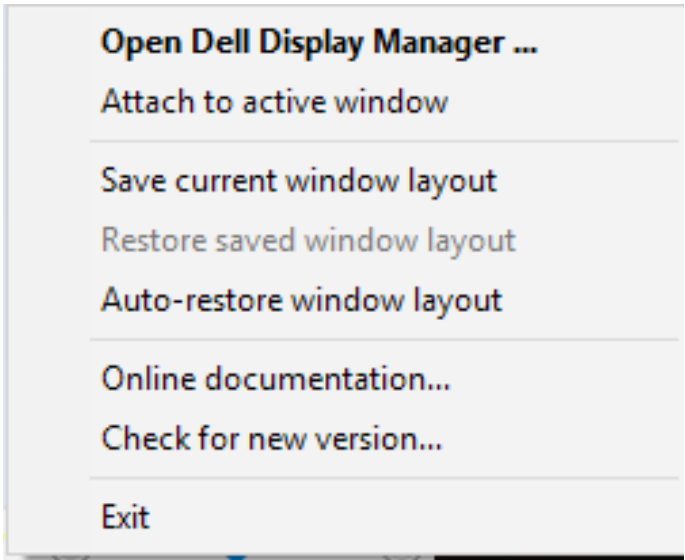 Open Dell Display Manager ...
Attach to active window
Save current window layout
Restore saved window layout
Auto-restore window layout
Online documentation...
Check for new version...
Exit